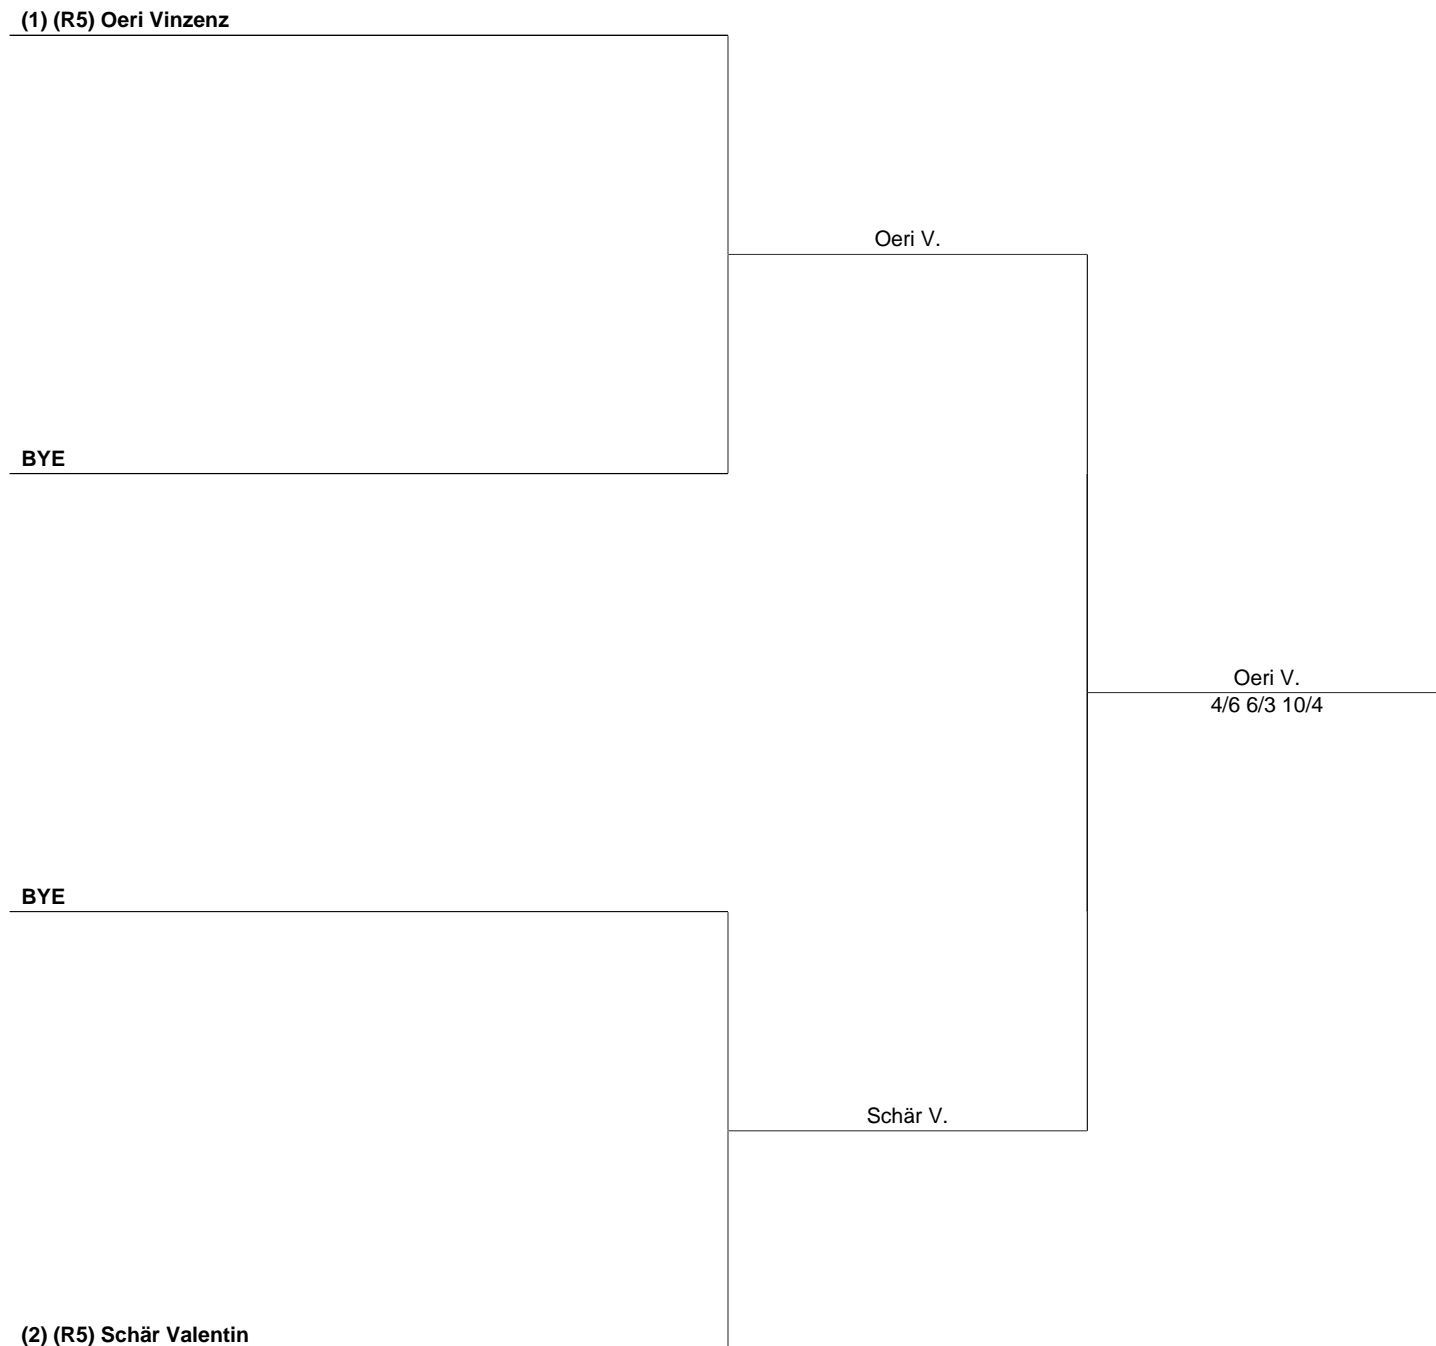 (1) (R5) Oeri Vinzenz
Oeri V.
BYE
Oeri V.
4/6 6/3 10/4
BYE
Schär V.
(2) (R5) Schär Valentin